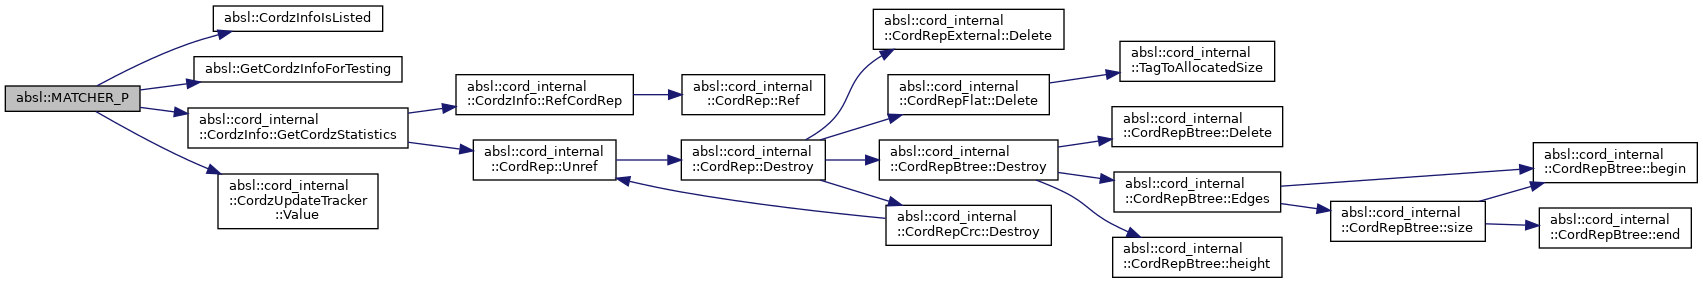 absl::MATCHER_P
absl::CordzInfoIsListed
absl::GetCordzInfoForTesting
absl::cord_internal
::CordzInfo::GetCordzStatistics
absl::cord_internal
::CordzUpdateTracker
::Value
absl::cord_internal
::CordzInfo::RefCordRep
absl::cord_internal
::CordRep::Unref
absl::cord_internal
::CordRep::Ref
absl::cord_internal
::CordRep::Destroy
absl::cord_internal
::CordRepExternal::Delete
absl::cord_internal
::CordRepFlat::Delete
absl::cord_internal
::CordRepBtree::Destroy
absl::cord_internal
::CordRepCrc::Destroy
absl::cord_internal
::TagToAllocatedSize
absl::cord_internal
::CordRepBtree::Delete
absl::cord_internal
::CordRepBtree::Edges
absl::cord_internal
::CordRepBtree::height
absl::cord_internal
::CordRepBtree::size
absl::cord_internal
::CordRepBtree::begin
absl::cord_internal
::CordRepBtree::end